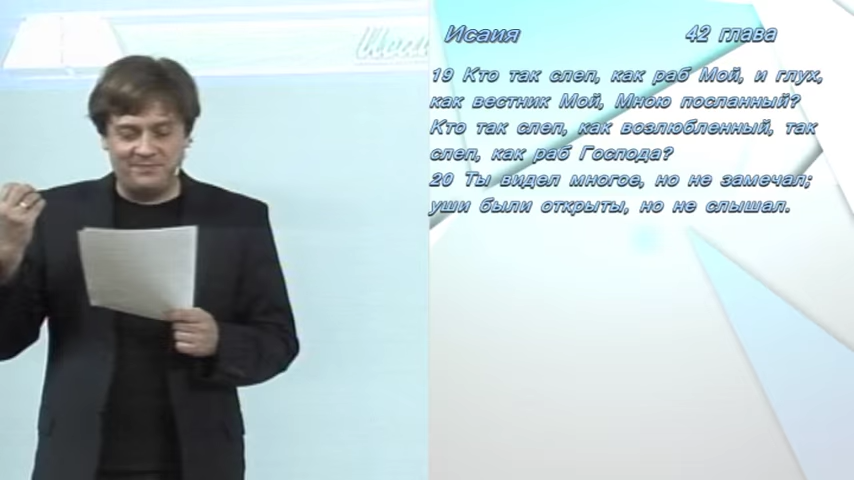 Исаия 42 глава
19 Кто так слеп, как раб Мой, и глух,
как вестник Мой, Мною посланный?
Кто так слеп, как возлюбленный, так
слеп, как раб Господа?
20 Ты видел многое, но не замечал;
уши были открыты, но не слышал.